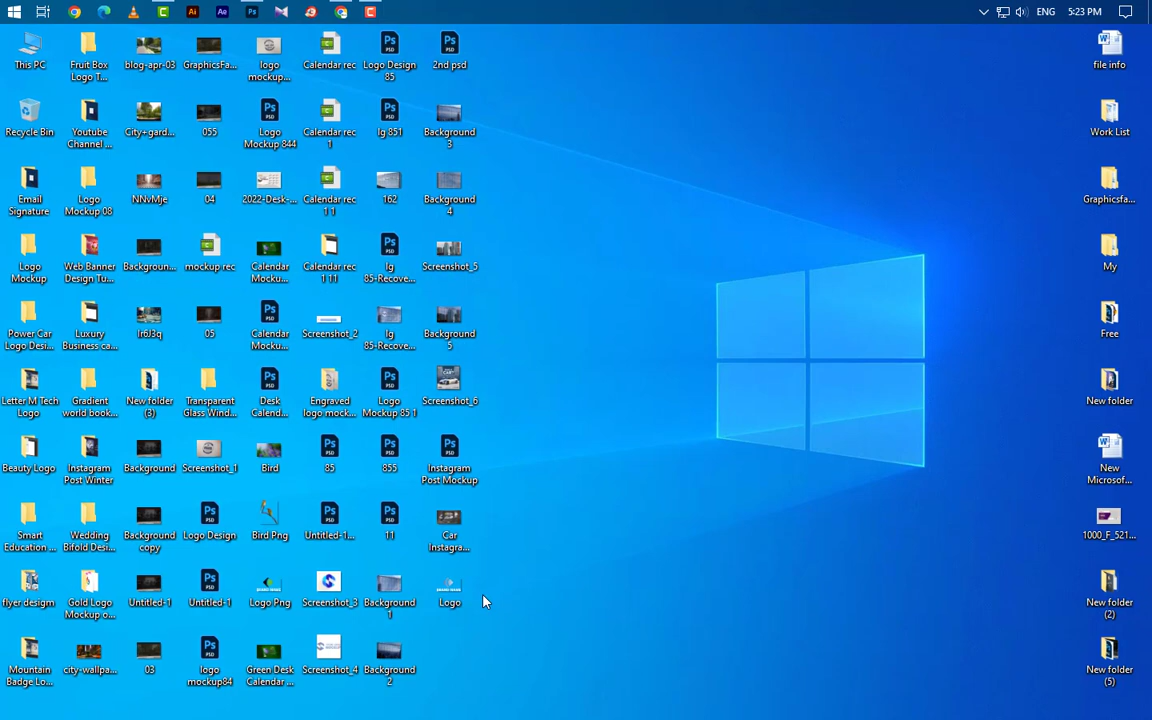 ENG
5:23 PM
This PC
Fruit Box
Logo T...
blog-apr-03
GraphicsFa...
logo
mockup...
Calendar rec
Logo Design
85
2nd psd
file info
Recycle Bin
Youtube
Channel ...
City+gard...
055
Logo
Mockup 844
Calendar rec
1
lg 851
Background
3
Work List
Email
Signature
Logo
Mockup 08
NNvMje
04
2022-Desk-...
Calendar rec
1 1
162
Background
4
Graphicsfa...
Logo
Mockup
Web Banner
Design Tu...
Backgroun...
mockup rec
Calendar
Mocku...
Calendar rec
1 11
lg
85-Recove...
Screenshot_5
My
Power Car
Logo Desi...
Luxury
Business ca...
lr6J3q
05
Calendar
Mocku...
Screenshot_2
lg
85-Recove...
Background
5
Free
Letter M Tech
Logo
Gradient
world book...
New folder
(3)
Transparent
Glass Wind...
Desk
Calend...
Engraved
logo mock...
Logo
Mockup 85 1
Screenshot_6
New folder
Beauty Logo
Instagram
Post Winter
Background
Screenshot_1
Bird
85
855
Instagram
Post Mockup
New
Microsof...
Smart
Education ...
Wedding
Bifold Desi...
Background
copy
Logo Design
Bird Png
Untitled-1...
11
Car
Instagra...
1000_F_521...
flyer desigm
Gold Logo
Mockup o...
Untitled-1
Untitled-1
Logo Png
Screenshot_3
Background
1
Logo
New folder
(2)
Mountain
Badge Lo...
city-wallpa...
03
logo
mockup84
Green Desk
Calendar ...
Screenshot_4
Background
2
New folder
(5)